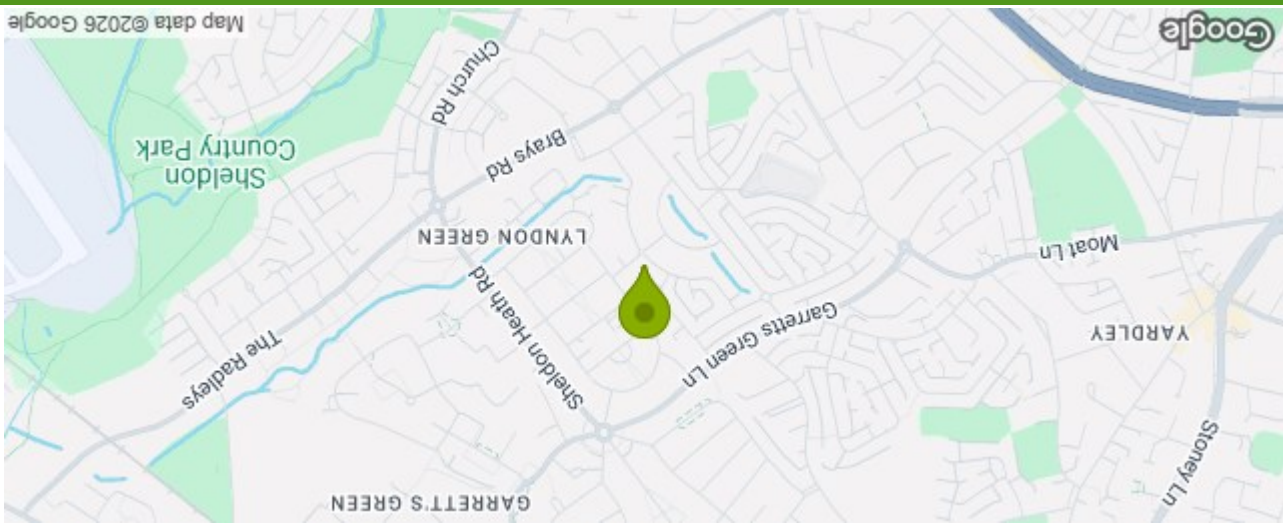 Map data ©2026 Google
Google
Church Rd
Brays Rd
Sheldon
Country Park
LYNDON GREEN
Moat Ln
Sheldon Heath Rd
Garretts Green Ln
YARDLEY
The Radleys
Stoney Ln
GARRETT'S GREEN